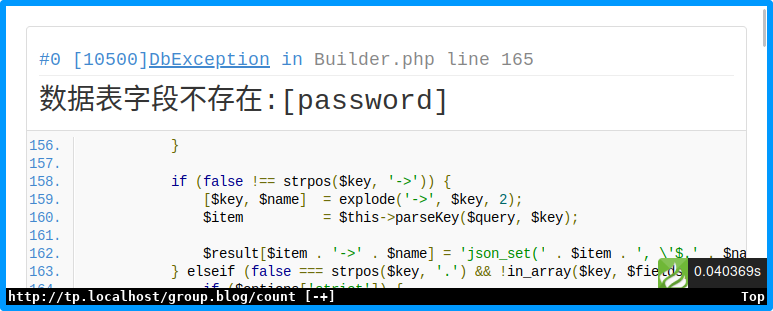 #0 [10500]DbException in Builder.php line 165
数据表字段不存在:[password]
156. }
157.
158. if (false !== strpos($key, '->')) {
159. [$key, $name] = explode('->', $key, 2);
160. $item = $this->parseKey($query, $key);
161.
162. $result[$item . '->' . $name] = 'json_set(' . $item . ', \'$.' . $na
163. } elseif (false === strpos($key, '.') && !in_array($key, $fields
164. if ($options['strict']) {
0.040369s
http://tp.localhost/group.blog/count [-+] Top